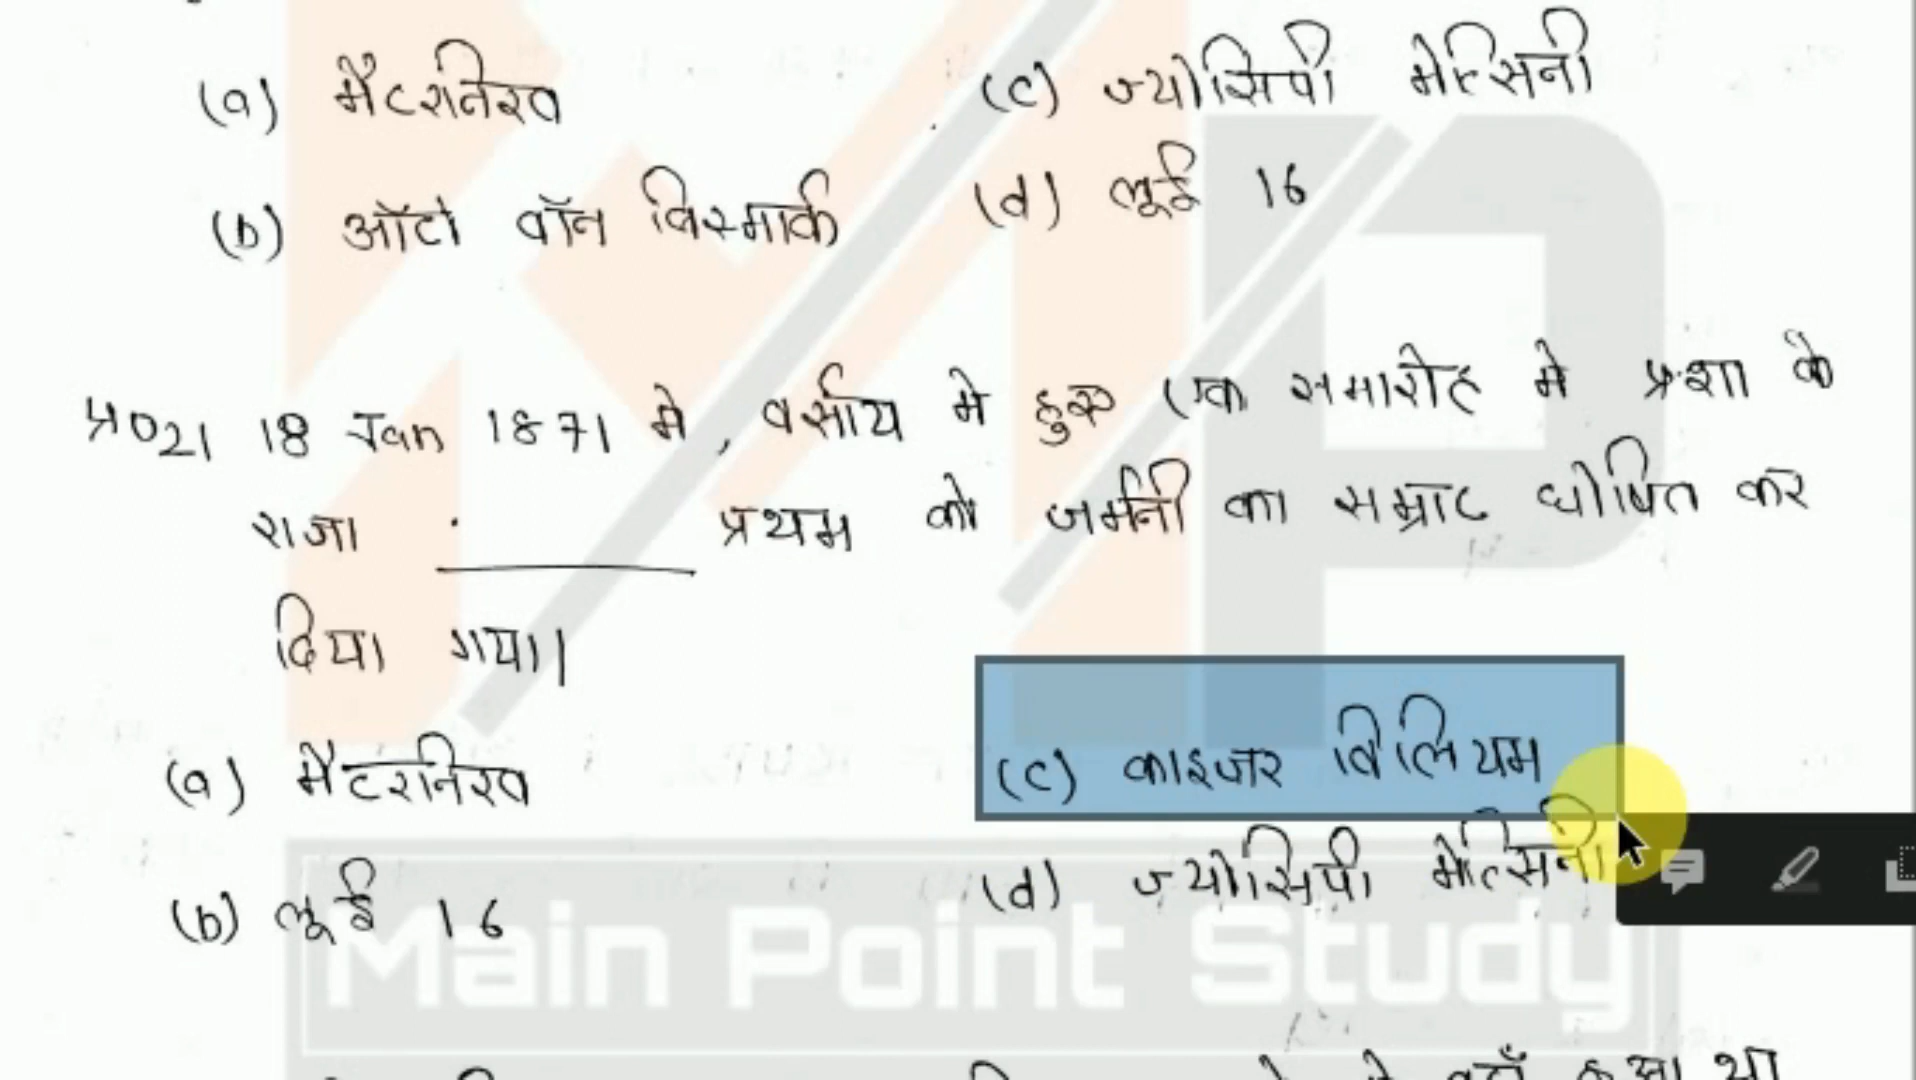 (a) मैटरनिख (c) ज्योसिपी मेत्सिनी
(b) ऑटो वॉन बिस्मार्क (d) लूई 16
प्र021 18 Jan 1871 मे, वर्साय मे हुए एक समारोह मे प्रशा के
राजा ________ प्रथम को जर्मनी का सम्राट घोषित कर
दिया गया।
(a) मैटरनिख (c) काइजर विलियम
(b) लूई 16 (d) ज्योसिपी मेत्सिनी
Main Point Study